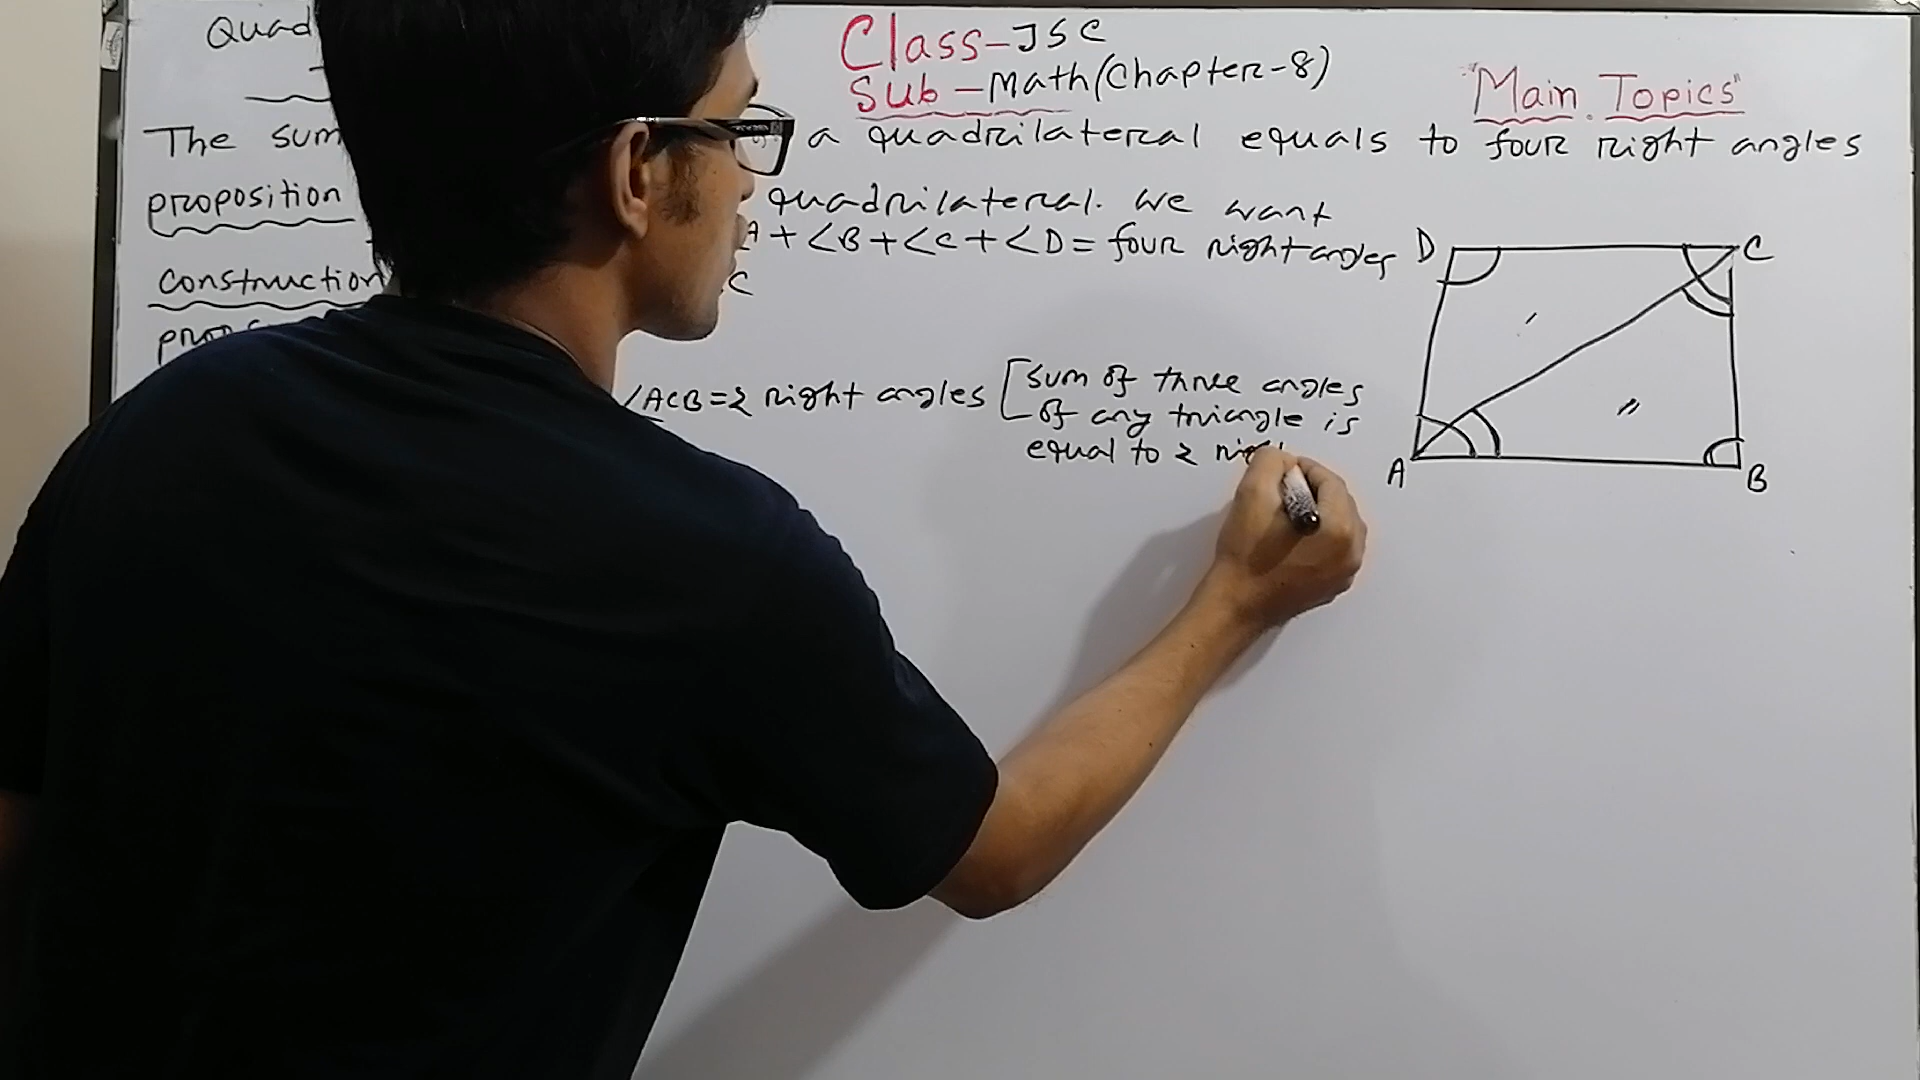 Quad
Class-JSC
Sub-Math(Chapter-8)
"Main Topics"
The sum a quadrilateral equals to four right angles
proposition quadrilateral. we want
A+<B+<C+<D= four right angles
construction C
∠ACB=2 right angles [sum of three angles
of any triangle is
equal to 2
D
C
A
B